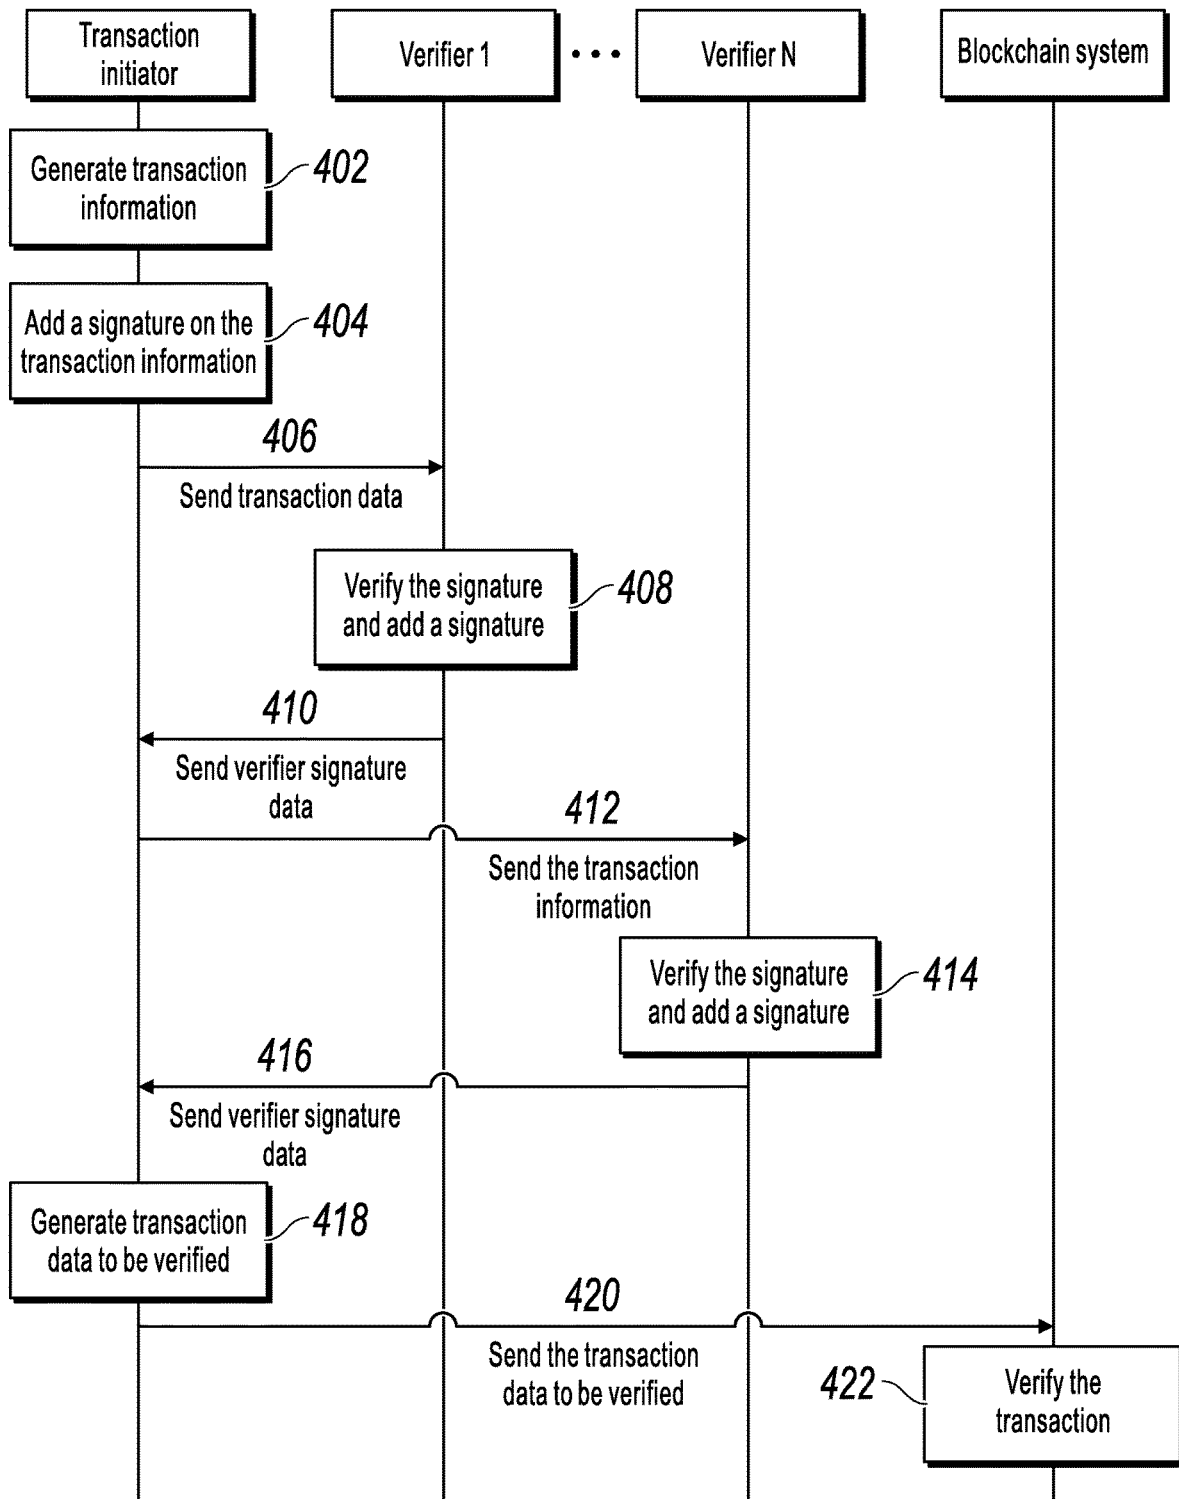 Transaction
initiator
Verifier 1
•••
Verifier N
Blockchain system
Generate transaction
information
402
Add a signature on the
transaction information
404
406
Send transaction data
Verify the signature
and add a signature
408
410
Send verifier signature
data
412
Send the transaction
information
Verify the signature
and add a signature
414
416
Send verifier signature
data
Generate transaction
data to be verified
418
420
Send the transaction
data to be verified
422
Verify the
transaction